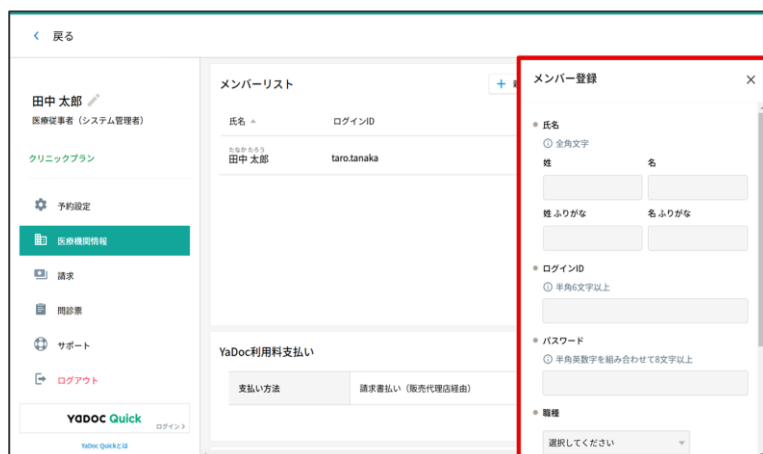 戻る
田中 太郎
医療従事者（システム管理者）
クリニックプラン
予約設定
医療機関情報
請求
問診票
サポート
ログアウト
YaDoc Quick
ログイン
YaDoc Quickとは
メンバーリスト
氏名 ログインID
たなか たろう
田中 太郎 taro.tanaka
YaDoc利用料支払い
支払い方法 請求書払い（販売代理店経由）
メンバー登録
氏名
全角文字
姓 名
姓 ふりがな 名 ふりがな
ログインID
半角6文字以上
パスワード
半角英数字を組み合わせて8文字以上
職種
選択してください